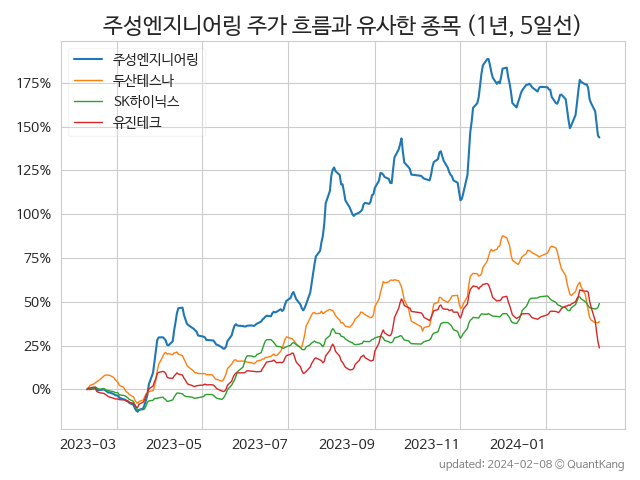 주성엔지니어링 주가 흐름과 유사한 종목 (1년, 5일선)
주성엔지니어링
두산테스나
SK하이닉스
유진테크
175%
150%
125%
100%
75%
50%
25%
0%
2023-03 2023-05 2023-07 2023-09 2023-11 2024-01
updated: 2024-02-08 © QuantKang